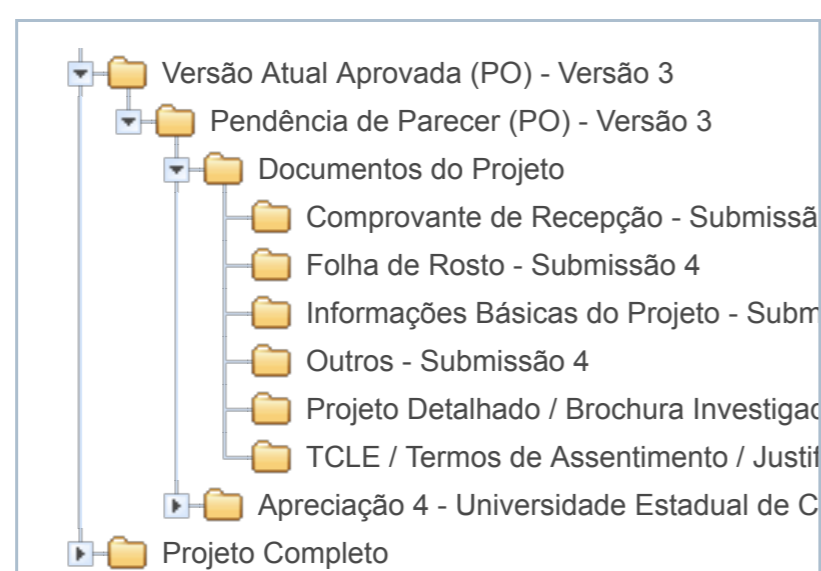 Versão Atual Aprovada (PO) - Versão 3
Pendência de Parecer (PO) - Versão 3
Documentos do Projeto
Comprovante de Recepção - Submissã
Folha de Rosto - Submissão 4
Informações Básicas do Projeto - Subm
Outros - Submissão 4
Projeto Detalhado / Brochura Investigad
TCLE / Termos de Assentimento / Justif
Apreciação 4 - Universidade Estadual de C
Projeto Completo